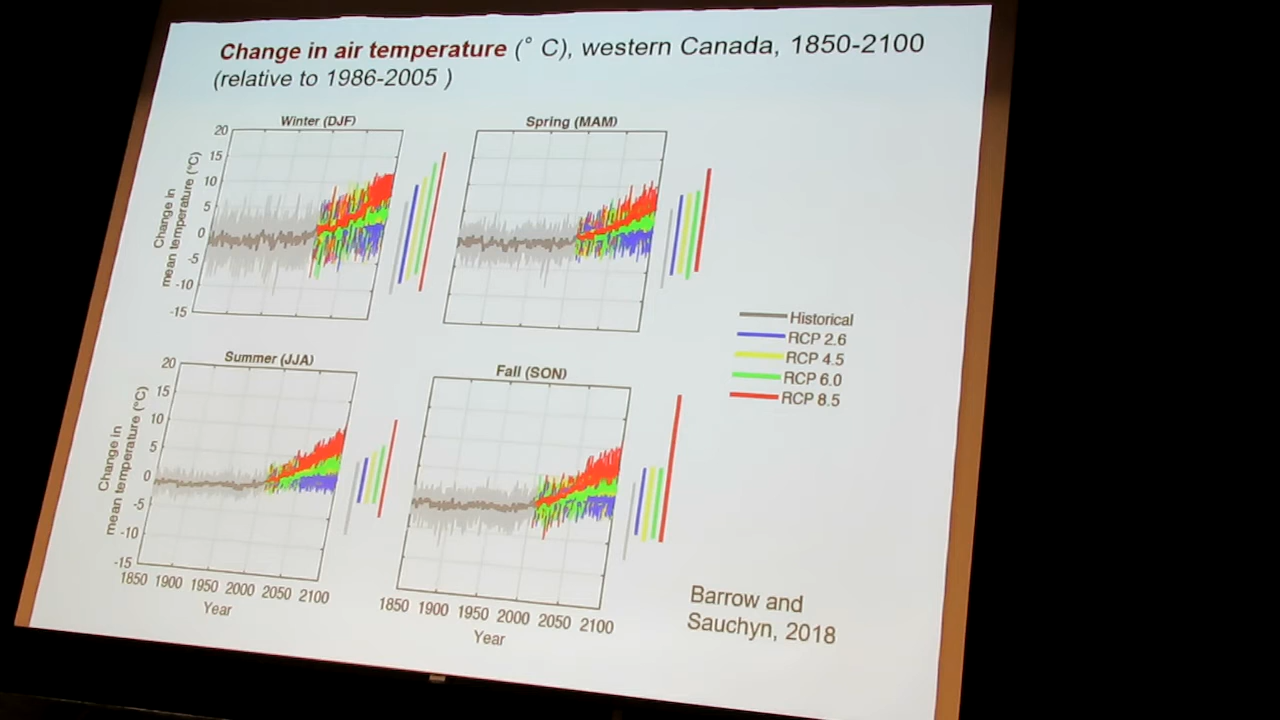 Change in air temperature (° C), western Canada, 1850-2100
(relative to 1986-2005 )
Winter (DJF)
Spring (MAM)
20
15
10
5
0
-5
-10
-15
Change in
mean temperature (°C)
Historical
RCP 2.6
RCP 4.5
RCP 6.0
RCP 8.5
Summer (JJA)
Fall (SON)
20
15
10
5
0
-5
-10
-15
Change in
mean temperature (°C)
1850 1900 1950 2000 2050 2100
Year
1850 1900 1950 2000 2050 2100
Year
Barrow and
Sauchyn, 2018